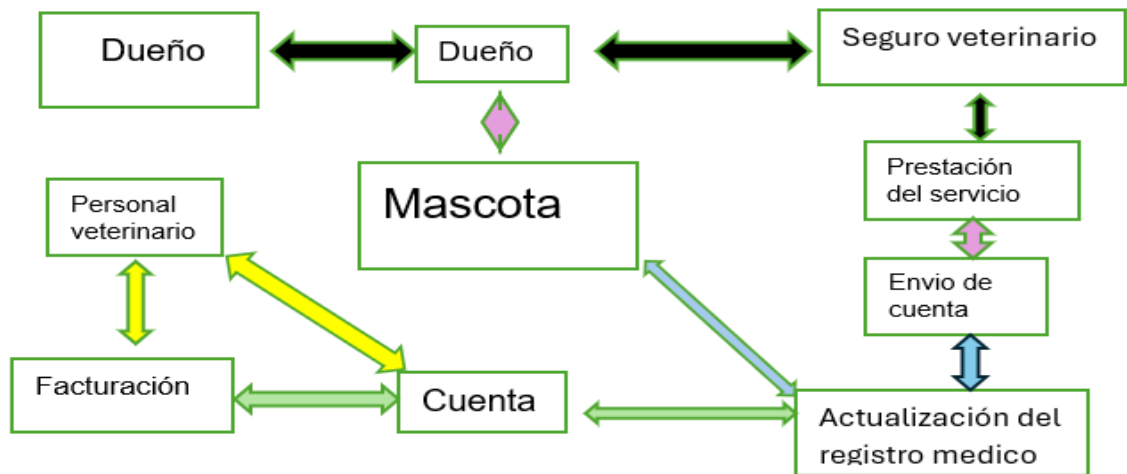 Dueño
Dueño
Seguro veterinario
Prestación
del servicio
Personal
veterinario
Mascota
Envio de
cuenta
Facturación
Cuenta
Actualización del
registro medico